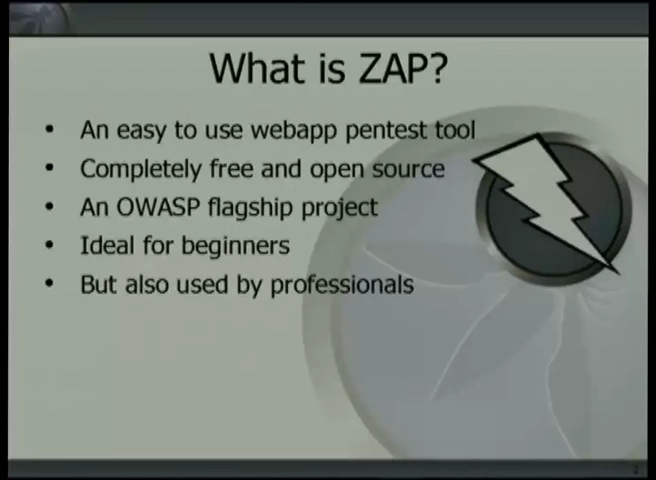 What is ZAP?
• An easy to use webapp pentest tool
• Completely free and open source
• An OWASP flagship project
• Ideal for beginners
• But also used by professionals
2